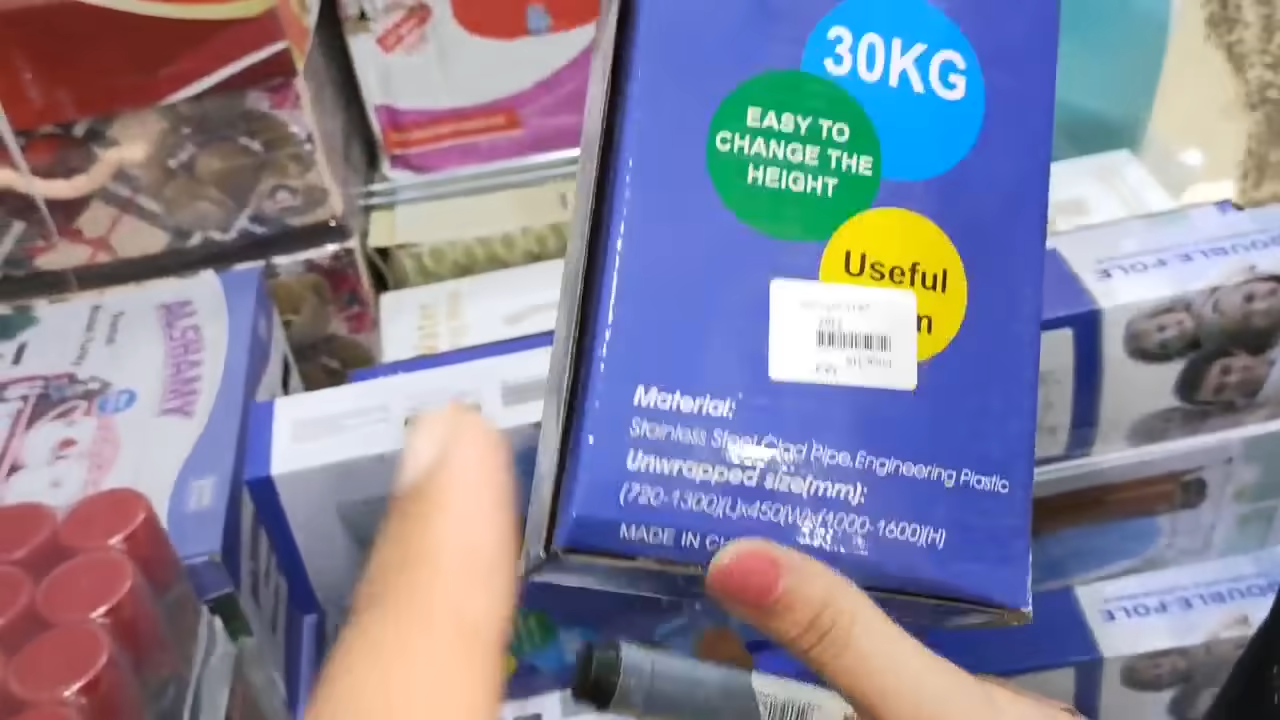 30KG
EASY TO
CHANGE THE
HEIGHT
Useful
Material:
Stainless Steel Clad Pipe,Engineering Plastic
Unwrapped size(mm):
(720-1300)(L)x450(W)x(1000-1600)(H)
MADE IN
DOUBLE-POLE
DOUBLE-POLE